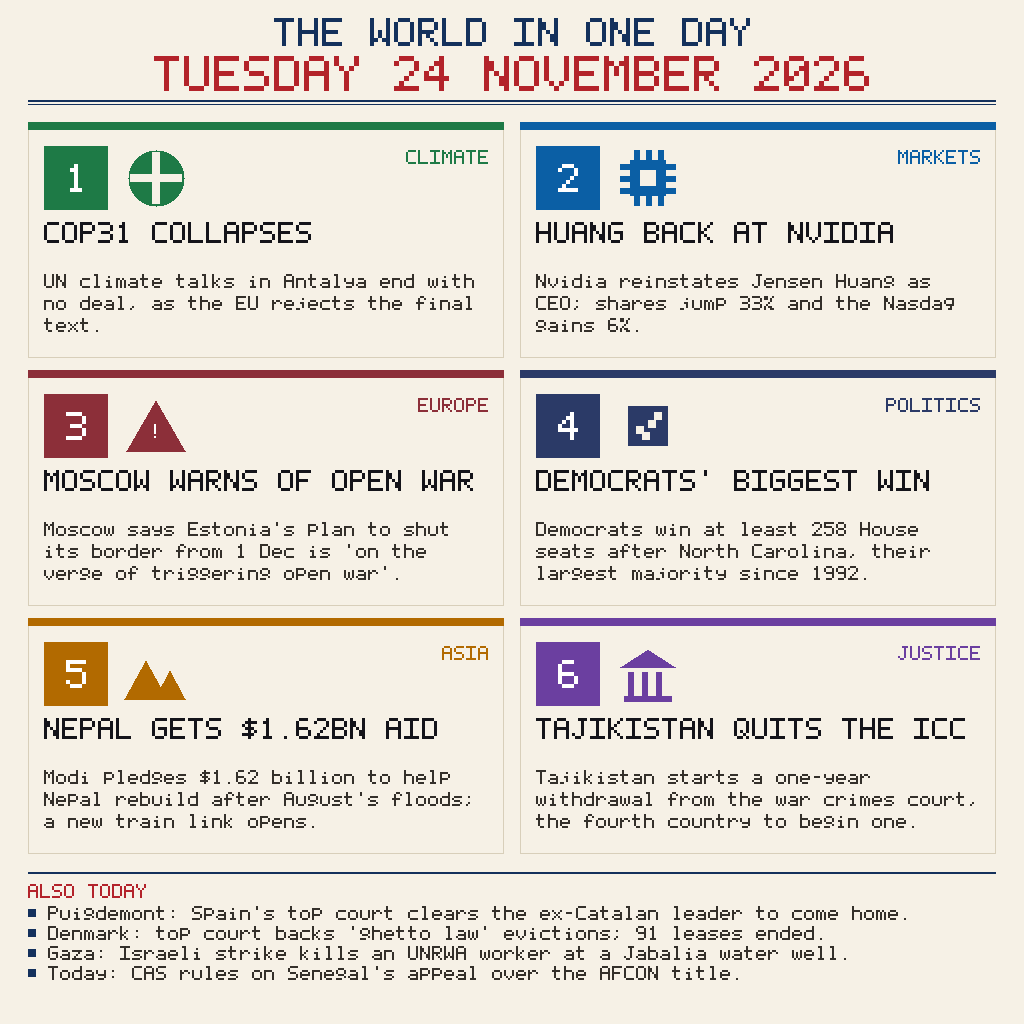 THE WORLD IN ONE DAY
TUESDAY 24 NOVEMBER 2026
1
CLIMATE
COP31 COLLAPSES
UN climate talks in Antalya end with
no deal, as the EU rejects the final
text.
2
MARKETS
HUANG BACK AT NVIDIA
Nvidia reinstates Jensen Huang as
CEO; shares jump 33% and the Nasdaq
gains 6%.
3
!
EUROPE
MOSCOW WARNS OF OPEN WAR
Moscow says Estonia's plan to shut
its border from 1 Dec is 'on the
verge of triggering open war'.
4
POLITICS
DEMOCRATS' BIGGEST WIN
Democrats win at least 258 House
seats after North Carolina, their
largest majority since 1992.
5
ASIA
NEPAL GETS $1.62BN AID
Modi pledges $1.62 billion to help
Nepal rebuild after August's floods;
a new train link opens.
6
JUSTICE
TAJIKISTAN QUITS THE ICC
Tajikistan starts a one-year
withdrawal from the war crimes court,
the fourth country to begin one.
ALSO TODAY
Puigdemont: Spain's top court clears the ex-Catalan leader to come home.
Denmark: top court backs 'ghetto law' evictions; 91 leases ended.
Gaza: Israeli strike kills an UNRWA worker at a Jabalia water well.
Today: CAS rules on Senegal's appeal over the AFCON title.